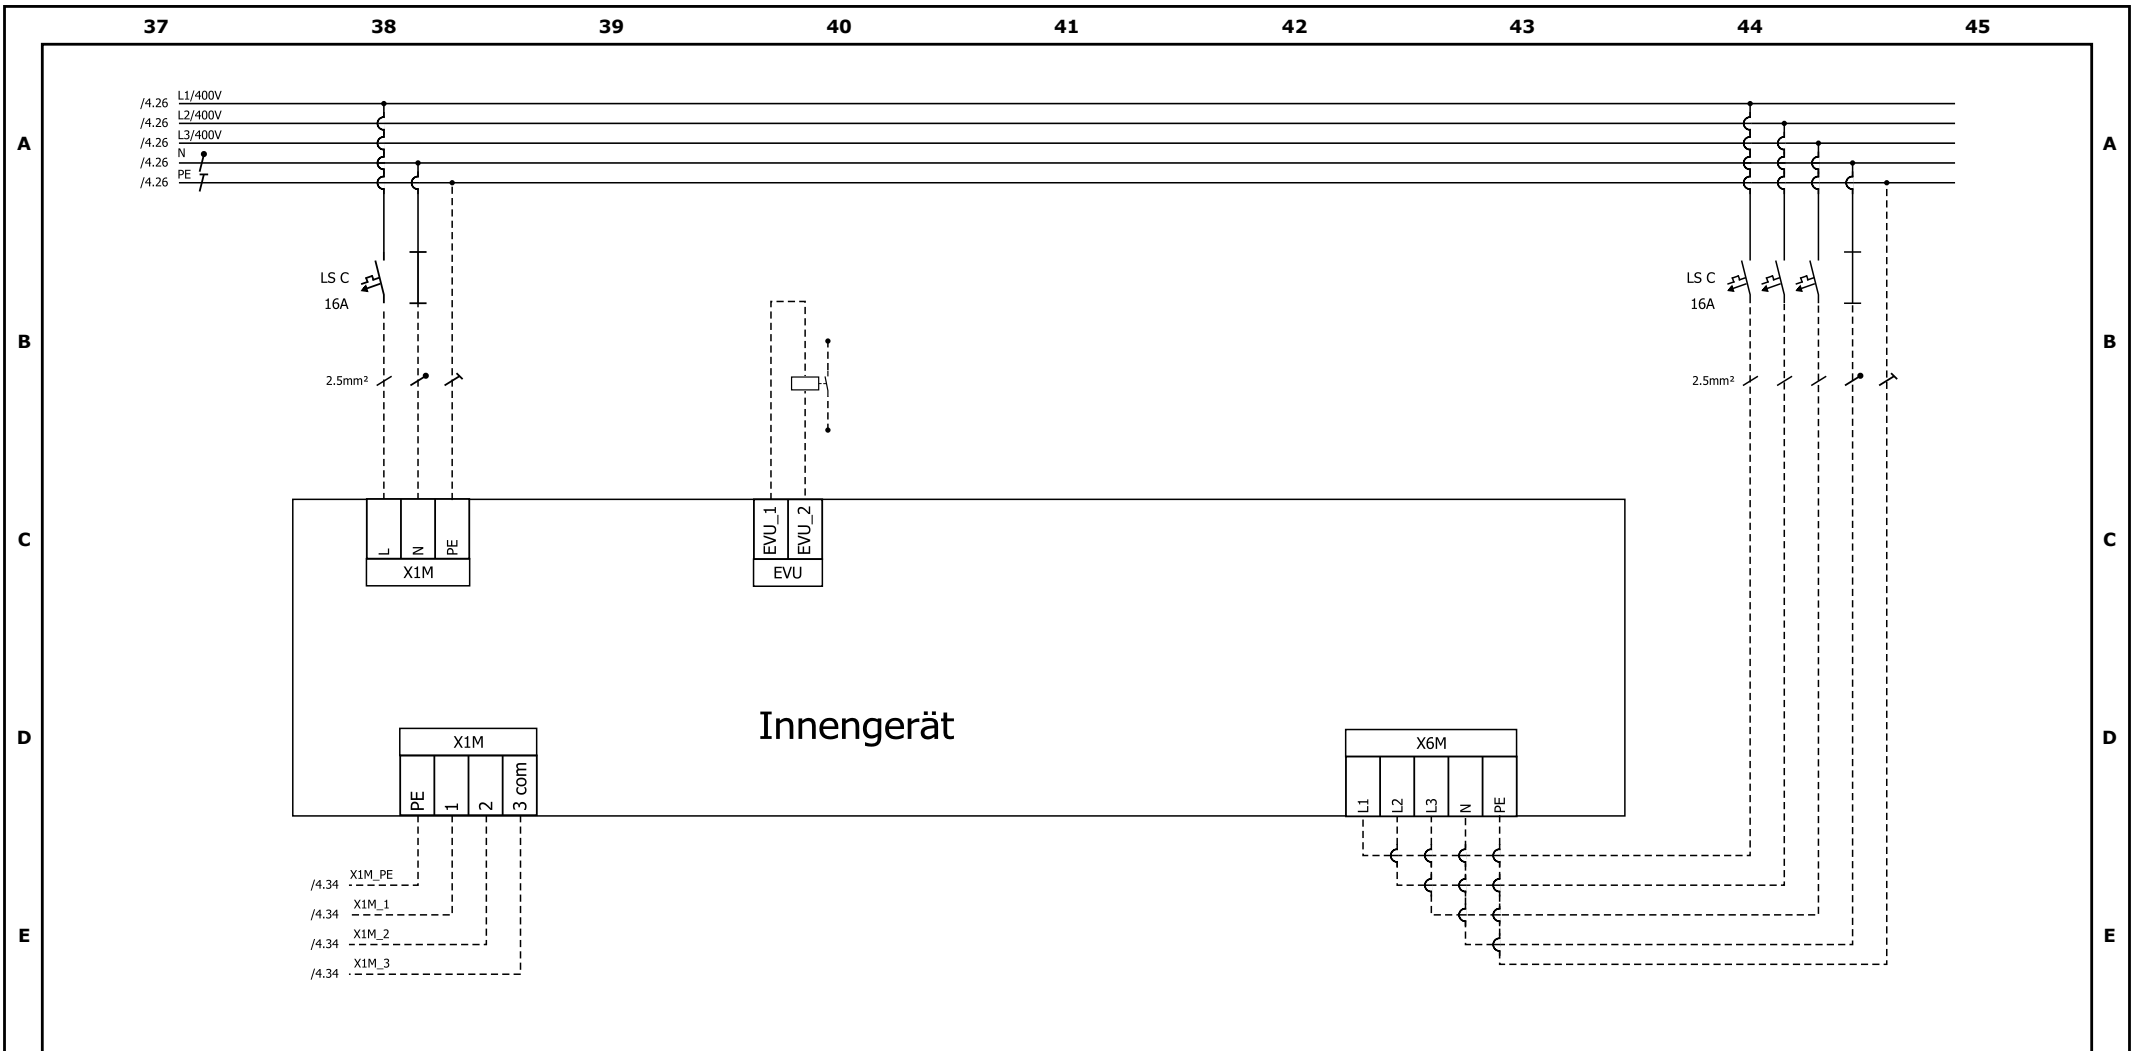 37 38 39 40 41 42 43 44 45
/4.26 L1/400V
/4.26 L2/400V
/4.26 L3/400V
A A
/4.26 N
/4.26 PE
LS C
16A
LS C
16A
B B
2.5mm²
2.5mm²
L N PE
X1M
EVU_1 EVU_2
EVU
C C
Innengerät
D D
X1M
PE 1 2 3 com
X6M
L1 L2 L3 N PE
/4.34 X1M_PE
/4.34 X1M_1
/4.34 X1M_2
/4.34 X1M_3
E E